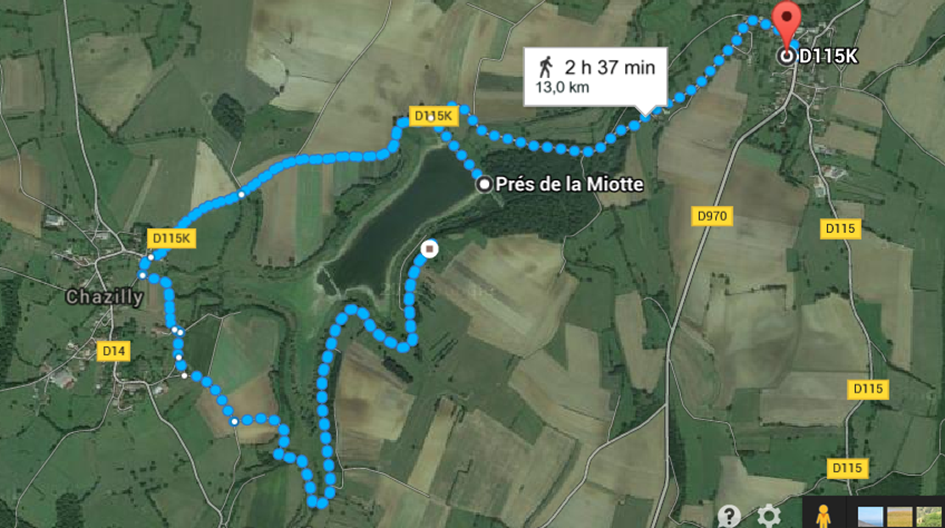 2 h 37 min
13,0 km
D115K
D115K
Prés de la Miotte
D970
D115
D115K
Chazilly
D14
D115
D115
?